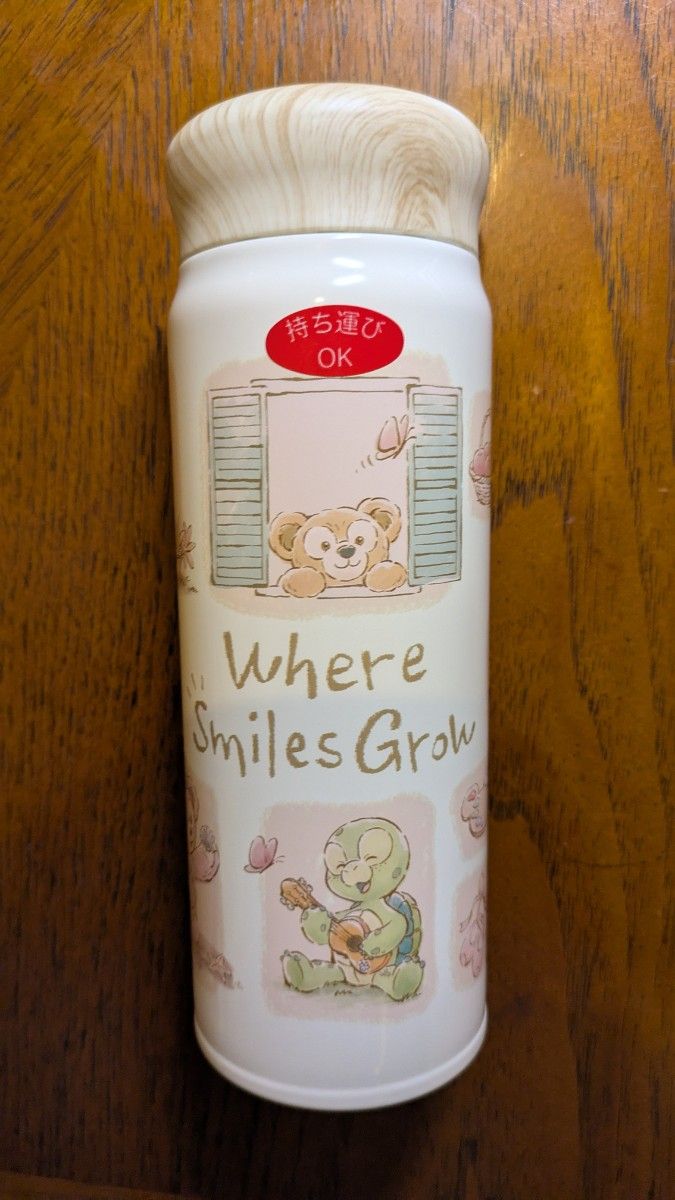 持ち運び
OK
Where
Smiles Grow